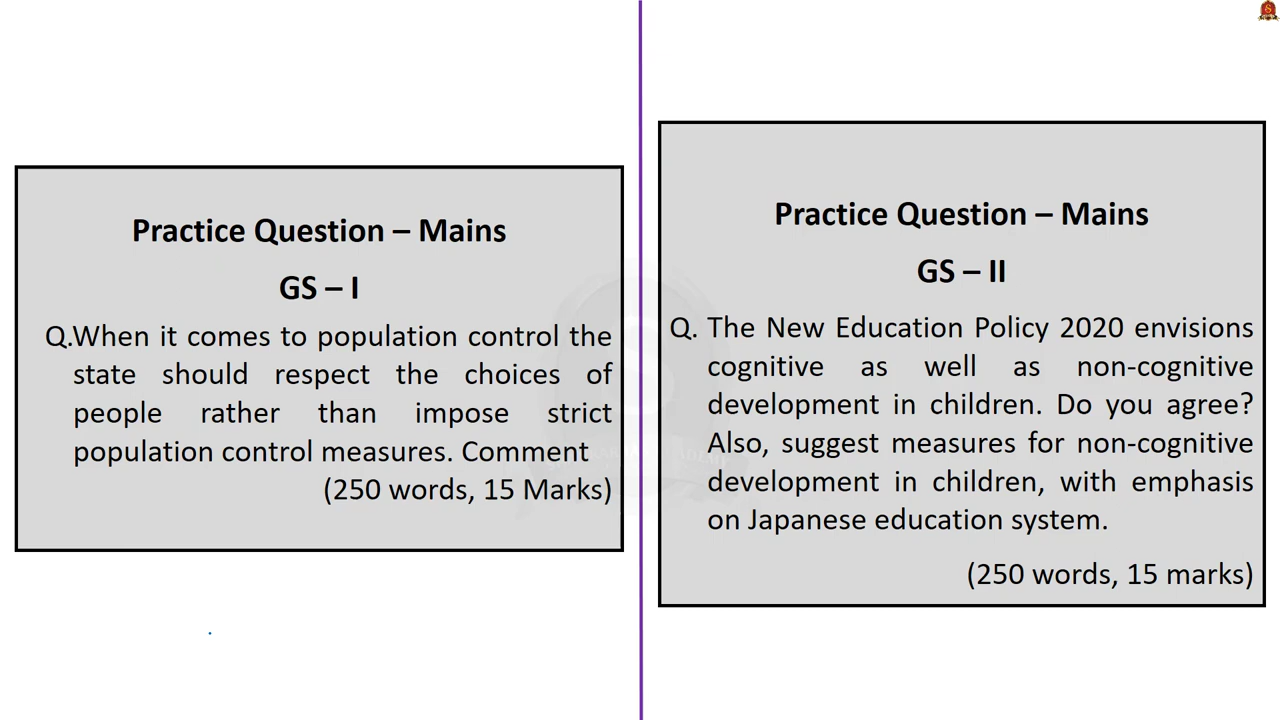 Practice Question – Mains
GS – I
Q.When it comes to population control the
state should respect the choices of
people rather than impose strict
population control measures. Comment
(250 words, 15 Marks)
Practice Question – Mains
GS – II
Q. The New Education Policy 2020 envisions
cognitive as well as non-cognitive
development in children. Do you agree?
Also, suggest measures for non-cognitive
development in children, with emphasis
on Japanese education system.
(250 words, 15 marks)